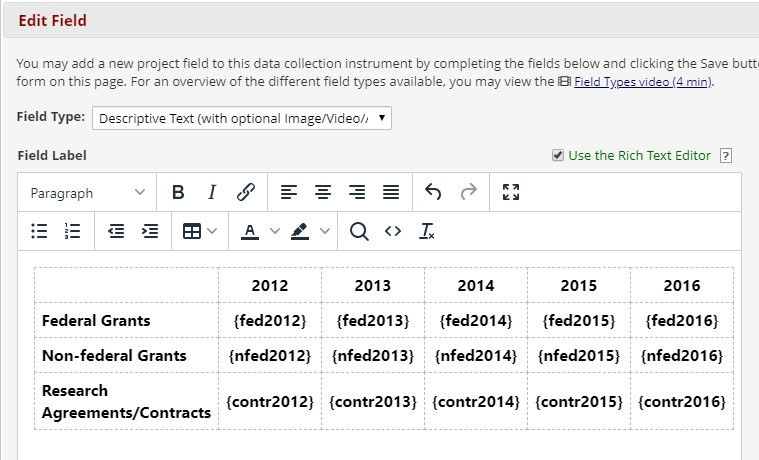 Edit Field
You may add a new project field to this data collection instrument by completing the fields below and clicking the Save
form on this page. For an overview of the different field types available, you may view the Field Types video (4 min).
Field Type: Descriptive Text (with optional Image/Video/
Field Label Use the Rich Text Editor ?
Paragraph B I
A <> Tx
2012 2013 2014 2015 2016
Federal Grants {fed2012} {fed2013} {fed2014} {fed2015} {fed2016}
Non-federal Grants {nfed2012} {nfed2013} {nfed2014} {nfed2015} {nfed2016}
Research
Agreements/Contracts {contr2012} {contr2013} {contr2014} {contr2015} {contr2016}